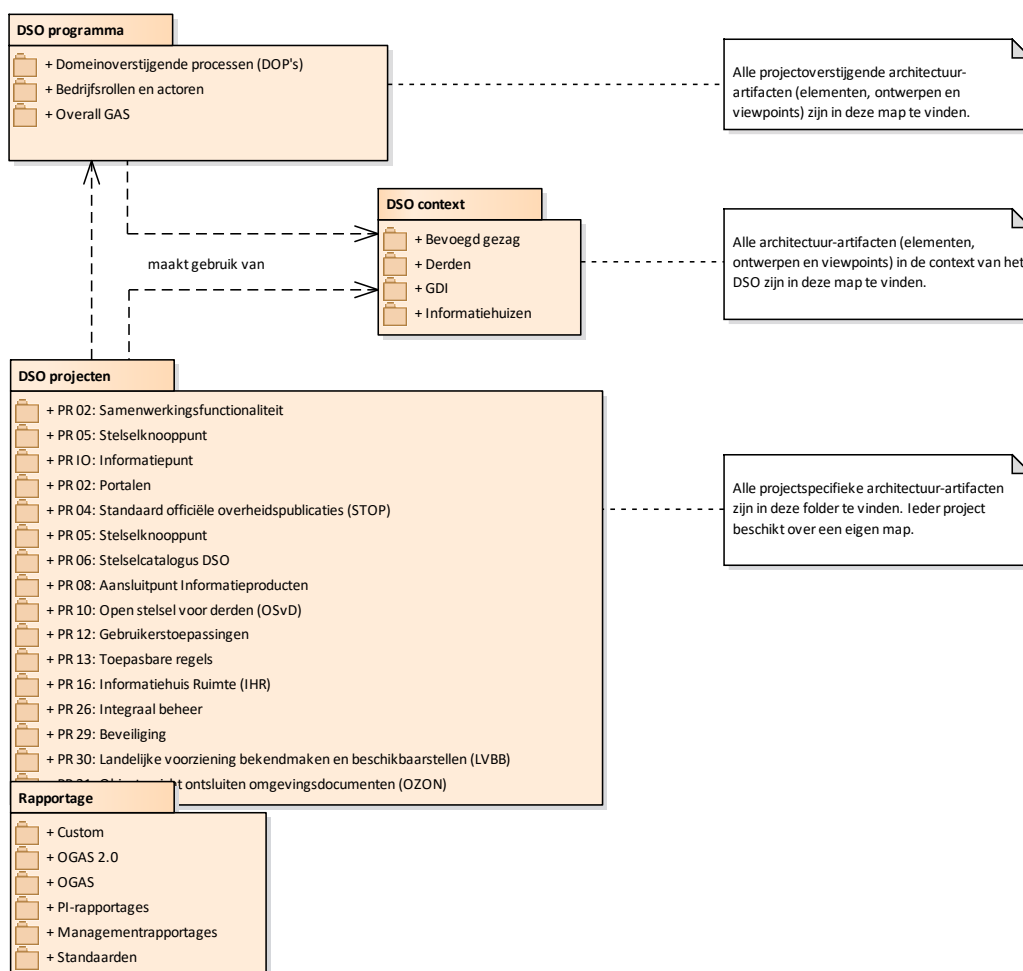 DSO programma
+ Domeinoverstijgende processen (DOP's)
+ Bedrijfsrollen en actoren
+ Overall GAS
Alle projectoverstijgende architectuur-
artifacten (elementen, ontwerpen en
viewpoints) zijn in deze map te vinden.
DSO context
+ Bevoegd gezag
+ Derden
+ GDI
+ Informatiehuizen
Alle architectuur-artifacten (elementen,
ontwerpen en viewpoints) in de context van het
DSO zijn in deze map te vinden.
maakt gebruik van
DSO projecten
+ PR 02: Samenwerkingsfunctionaliteit
+ PR 05: Stelselknooppunt
+ PR IO: Informatiepunt
+ PR 02: Portalen
+ PR 04: Standaard officiële overheidspublicaties (STOP)
+ PR 05: Stelselknooppunt
+ PR 06: Stelselcatalogus DSO
+ PR 08: Aansluitpunt Informatieproducten
+ PR 10: Open stelsel voor derden (OSvD)
+ PR 12: Gebruikerstoepassingen
+ PR 13: Toepasbare regels
+ PR 16: Informatiehuis Ruimte (IHR)
+ PR 26: Integraal beheer
+ PR 29: Beveiliging
+ PR 30: Landelijke voorziening bekendmaken en beschikbaarstellen (LVBB)
ontsluiten omgevingsdocumenten (OZON)
Alle projectspecifieke architectuur-artifacten
zijn in deze folder te vinden. Ieder project
beschikt over een eigen map.
Rapportage
+ Custom
+ OGAS 2.0
+ OGAS
+ PI-rapportages
+ Managementrapportages
+ Standaarden